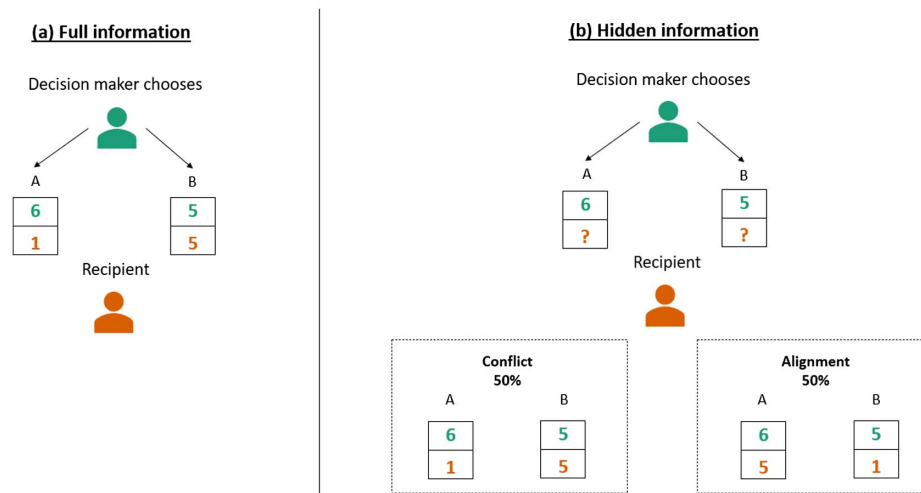 (a) Full information
Decision maker chooses
A B
6 5
1 5
Recipient
(b) Hidden information
Decision maker chooses
A B
6 5
? ?
Recipient
Conflict
50%
A B
6 5
1 5
Alignment
50%
A B
6 5
5 1